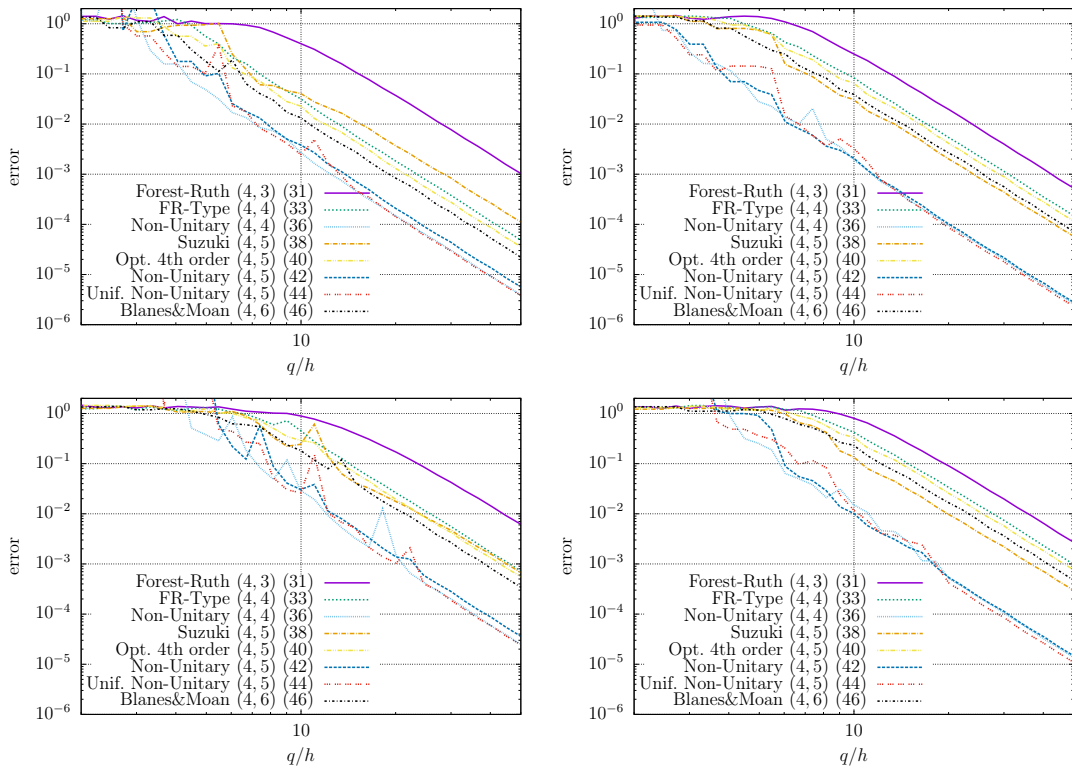 10^0
10^{-1}
10^{-2}
10^{-3}
10^{-4}
10^{-5}
10^{-6}
error
Forest-Ruth (4, 3) (31)
FR-Type (4, 4) (33)
Non-Unitary (4, 4) (36)
Suzuki (4, 5) (38)
Opt. 4th order (4, 5) (40)
Non-Unitary (4, 5) (42)
Unif. Non-Unitary (4, 5) (44)
Blanes&Moan (4, 6) (46)
10
q/h
10^0
10^{-1}
10^{-2}
10^{-3}
10^{-4}
10^{-5}
10^{-6}
error
Forest-Ruth (4, 3) (31)
FR-Type (4, 4) (33)
Non-Unitary (4, 4) (36)
Suzuki (4, 5) (38)
Opt. 4th order (4, 5) (40)
Non-Unitary (4, 5) (42)
Unif. Non-Unitary (4, 5) (44)
Blanes&Moan (4, 6) (46)
10
q/h
10^0
10^{-1}
10^{-2}
10^{-3}
10^{-4}
10^{-5}
10^{-6}
error
Forest-Ruth (4, 3) (31)
FR-Type (4, 4) (33)
Non-Unitary (4, 4) (36)
Suzuki (4, 5) (38)
Opt. 4th order (4, 5) (40)
Non-Unitary (4, 5) (42)
Unif. Non-Unitary (4, 5) (44)
Blanes&Moan (4, 6) (46)
10
q/h
10^0
10^{-1}
10^{-2}
10^{-3}
10^{-4}
10^{-5}
10^{-6}
error
Forest-Ruth (4, 3) (31)
FR-Type (4, 4) (33)
Non-Unitary (4, 4) (36)
Suzuki (4, 5) (38)
Opt. 4th order (4, 5) (40)
Non-Unitary (4, 5) (42)
Unif. Non-Unitary (4, 5) (44)
Blanes&Moan (4, 6) (46)
10
q/h